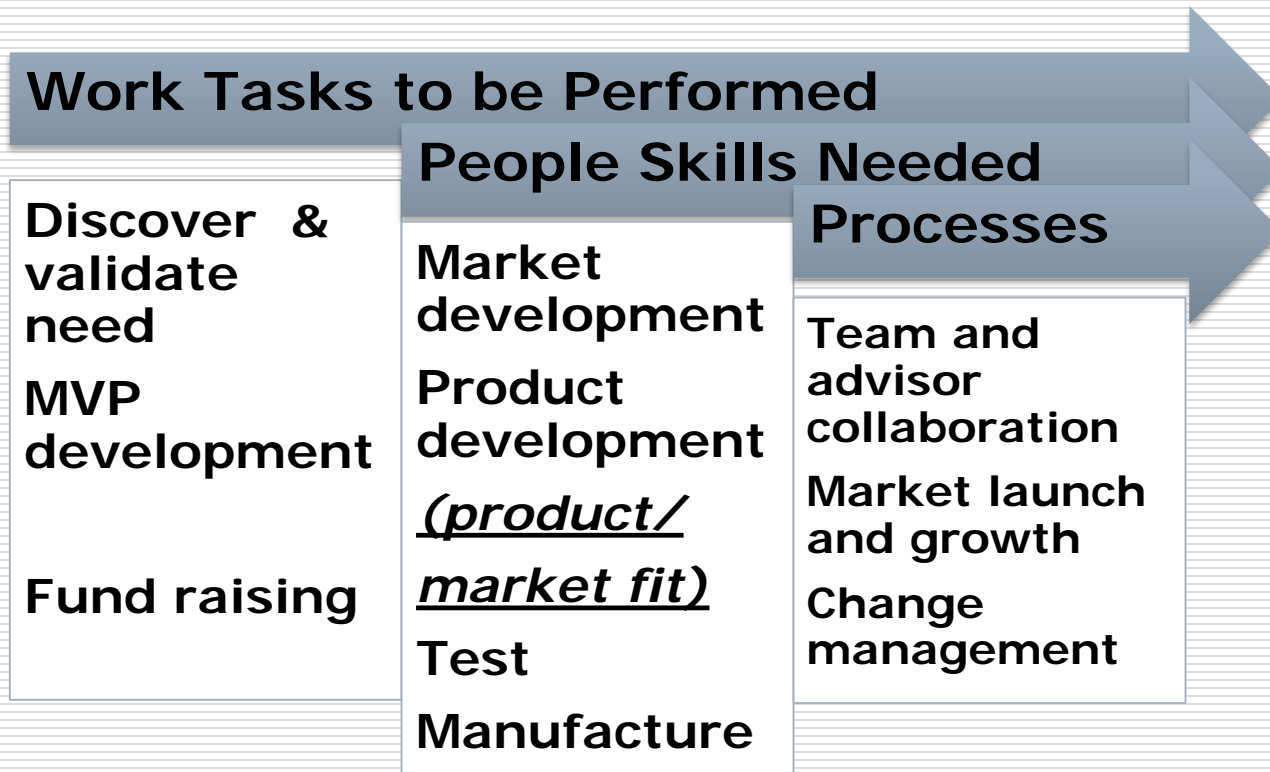 Work Tasks to be Performed
People Skills Needed
Processes
Discover &
validate
need
MVP
development
Fund raising
Market
development
Product
development
(product/
market fit)
Test
Manufacture
Team and
advisor
collaboration
Market launch
and growth
Change
management